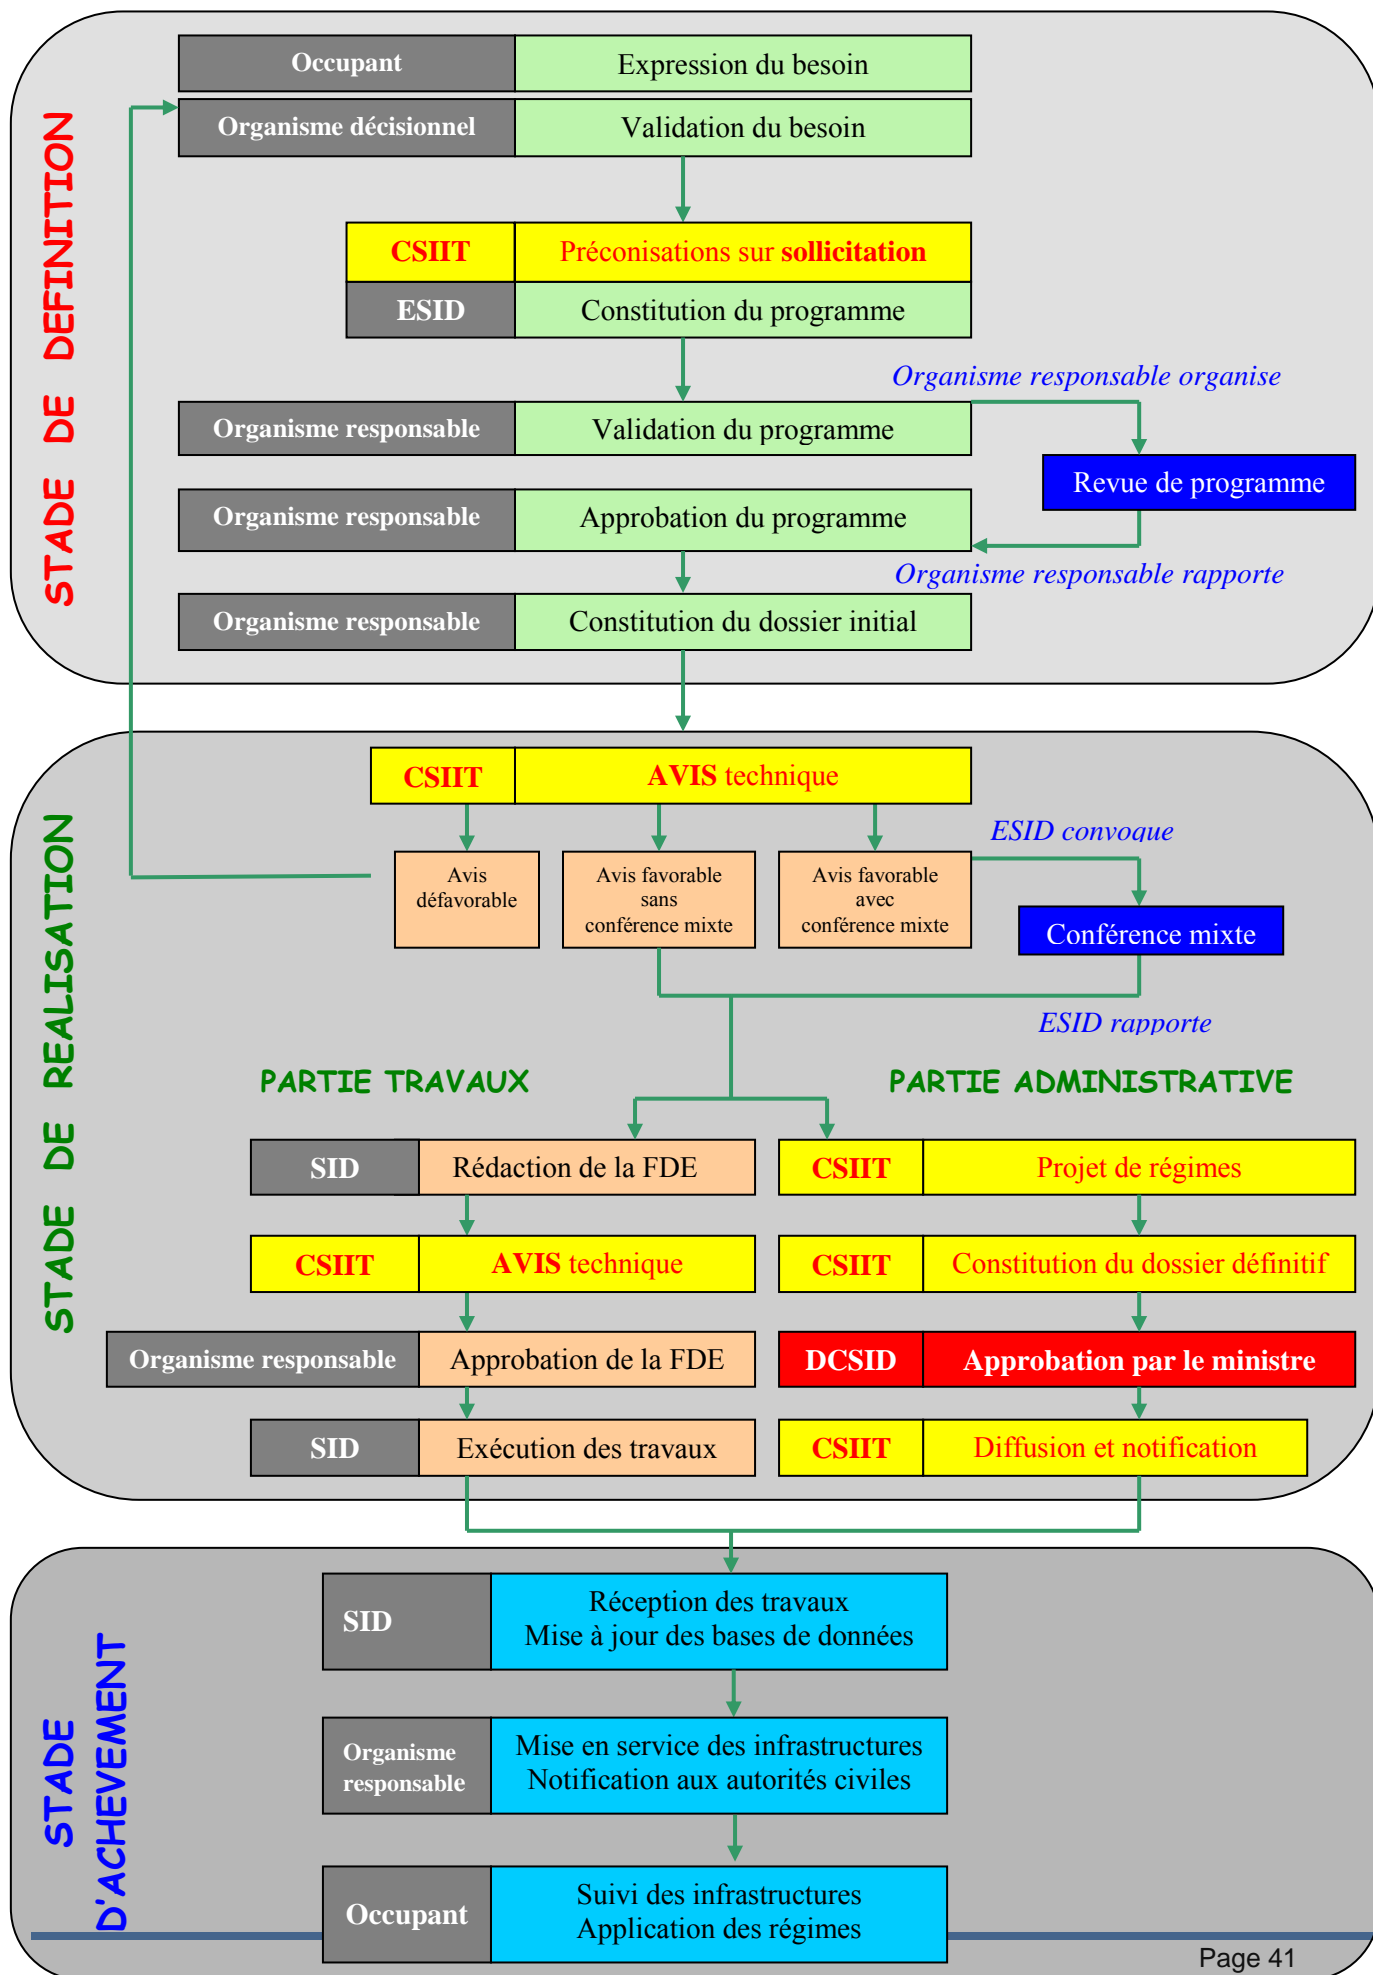 STADE DE DEFINITION
Occupant
Expression du besoin
Organisme décisionnel
Validation du besoin
CSIIT
Préconisations sur sollicitation
ESID
Constitution du programme
Organisme responsable organise
Organisme responsable
Validation du programme
Revue de programme
Organisme responsable
Approbation du programme
Organisme responsable rapporte
Organisme responsable
Constitution du dossier initial
STADE DE REALISATION
CSIIT
AVIS technique
ESID convoque
Avis
défavorable
Avis favorable
sans
conférence mixte
Avis favorable
avec
conférence mixte
Conférence mixte
ESID rapporte
PARTIE TRAVAUX
PARTIE ADMINISTRATIVE
SID
Rédaction de la FDE
CSIIT
Projet de régimes
CSIIT
AVIS technique
CSIIT
Constitution du dossier définitif
Organisme responsable
Approbation de la FDE
DCSID
Approbation par le ministre
SID
Exécution des travaux
CSIIT
Diffusion et notification
STADE
D'ACHEVEMENT
SID
Réception des travaux
Mise à jour des bases de données
Organisme
responsable
Mise en service des infrastructures
Notification aux autorités civiles
Occupant
Suivi des infrastructures
Application des régimes
Page 41